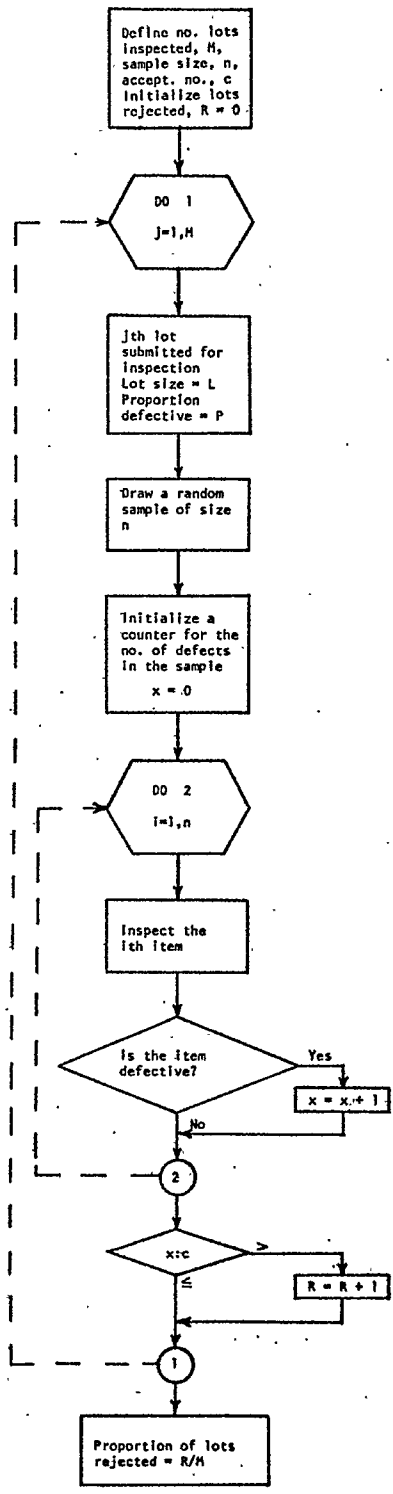 Define no. lots
inspected, M,
sample size, n,
accept. no., c
Initialize lots
rejected, R = 0
DO 1
j=1,M
jth lot
submitted for
inspection
Lot size = L
Proportion
defective = P
Draw a random
sample of size
n
Initialize a
counter for the
no. of defects
in the sample
x = 0
DO 2
i=1,n
Inspect the
ith item
Is the item
defective?
Yes
x = x + 1
No
2
x:c
>
R = R + 1
≤
1
Proportion of lots
rejected = R/M